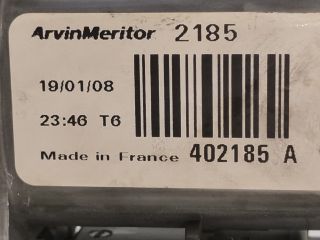 ArvinMeritor 2185
19/01/08
23:46 T6
Made in France 402185 A